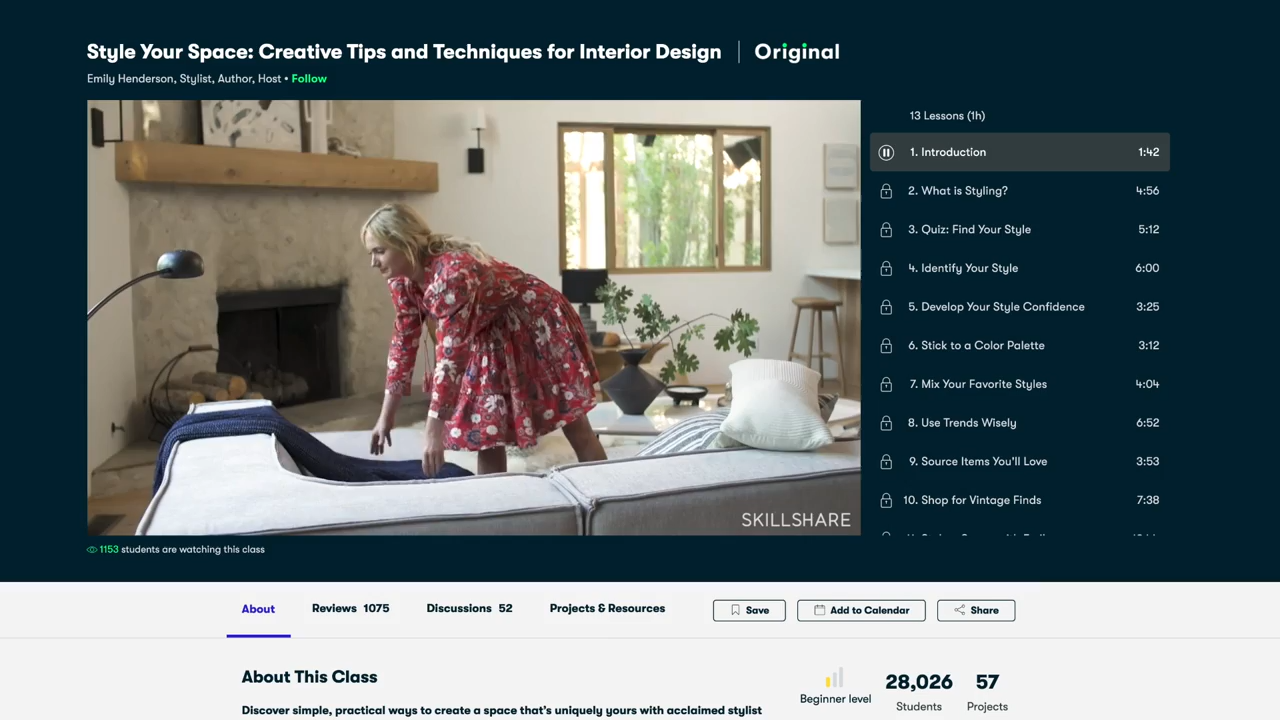 Style Your Space: Creative Tips and Techniques for Interior Design | Original
Emily Henderson, Stylist, Author, Host • Follow
13 Lessons (1h)
1. Introduction 1:42
2. What is Styling? 4:56
3. Quiz: Find Your Style 5:12
4. Identify Your Style 6:00
5. Develop Your Style Confidence 3:25
6. Stick to a Color Palette 3:12
7. Mix Your Favorite Styles 4:04
8. Use Trends Wisely 6:52
9. Source Items You'll Love 3:53
10. Shop for Vintage Finds 7:38
SKILLSHARE
1153 students are watching this class
About Reviews 1075 Discussions 52 Projects & Resources Save Add to Calendar Share
About This Class
Discover simple, practical ways to create a space that's uniquely yours with acclaimed stylist
Beginner level
28,026 Students
57 Projects